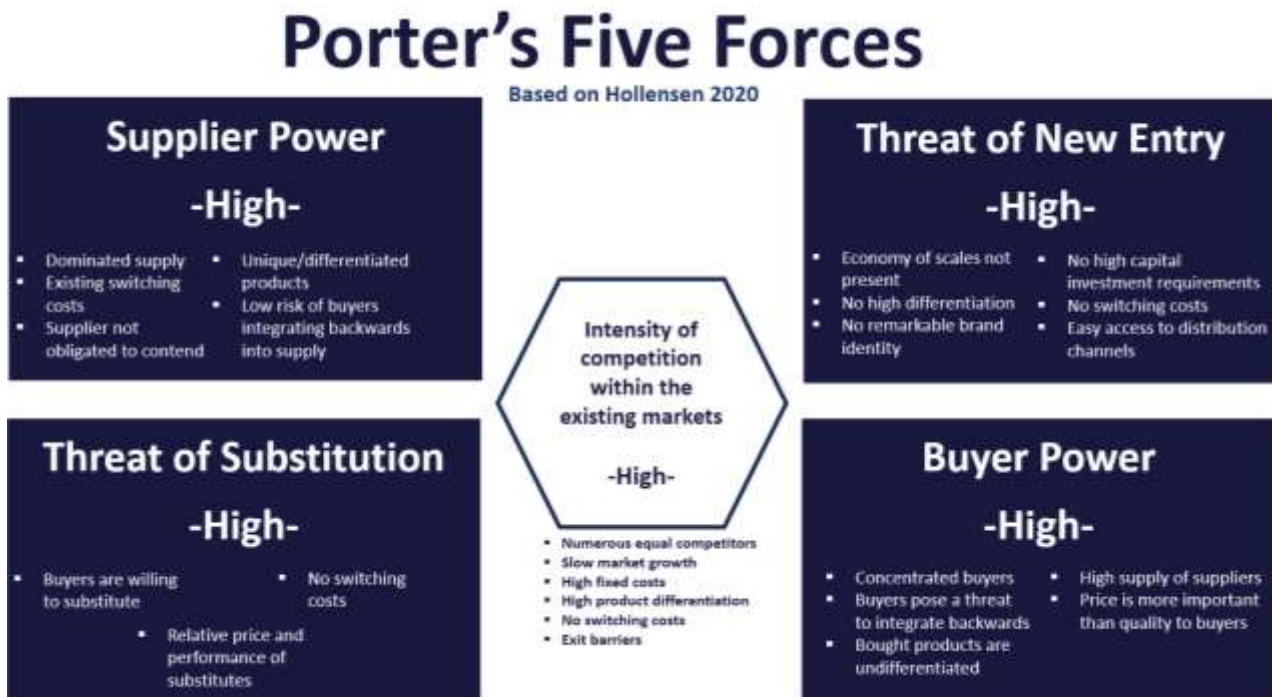 Porter's Five Forces
Based on Hollensen 2020
Supplier Power
-High-
▪ Dominated supply
▪ Existing switching
costs
▪ Supplier not
obligated to contend
▪ Unique/differentiated
products
▪ Low risk of buyers
integrating backwards
into supply
Threat of New Entry
-High-
▪ Economy of scales not
present
▪ No high differentiation
▪ No remarkable brand
identity
▪ No high capital
investment requirements
▪ No switching costs
▪ Easy access to distribution
channels
Intensity of
competition
within the
existing markets
-High-
▪ Numerous equal competitors
▪ Slow market growth
▪ High fixed costs
▪ High product differentiation
▪ No switching costs
▪ Exit barriers
Threat of Substitution
-High-
▪ Buyers are willing
to substitute
▪ No switching
costs
▪ Relative price and
performance of
substitutes
Buyer Power
-High-
▪ Concentrated buyers
▪ Buyers pose a threat
to integrate backwards
▪ Bought products are
undifferentiated
▪ High supply of suppliers
▪ Price is more important
than quality to buyers